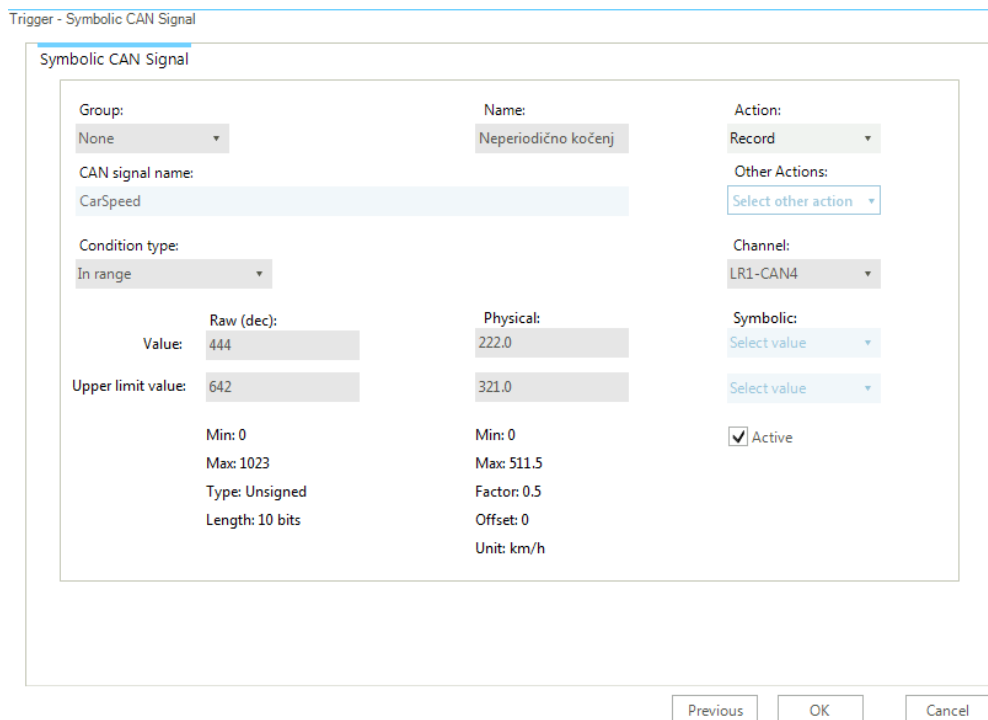 Trigger - Symbolic CAN Signal
Symbolic CAN Signal
Group: Name: Action:
None Neperiodično kočenj Record
CAN signal name: Other Actions:
CarSpeed Select other action
Condition type: Channel:
In range LR1-CAN4
Raw (dec): Physical: Symbolic:
Value: 444 222.0 Select value
Upper limit value: 642 321.0 Select value
Min: 0 Min: 0 Active
Max: 1023 Max: 511.5
Type: Unsigned Factor: 0.5
Length: 10 bits Offset: 0
Unit: km/h
Previous OK Cancel